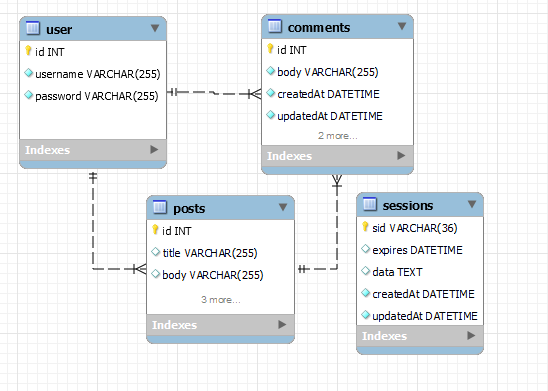 user
id INT
username VARCHAR(255)
password VARCHAR(255)
Indexes
comments
id INT
body VARCHAR(255)
createdAt DATETIME
updatedAt DATETIME
2 more...
Indexes
posts
id INT
title VARCHAR(255)
body VARCHAR(255)
3 more...
Indexes
sessions
sid VARCHAR(36)
expires DATETIME
data TEXT
createdAt DATETIME
updatedAt DATETIME
Indexes